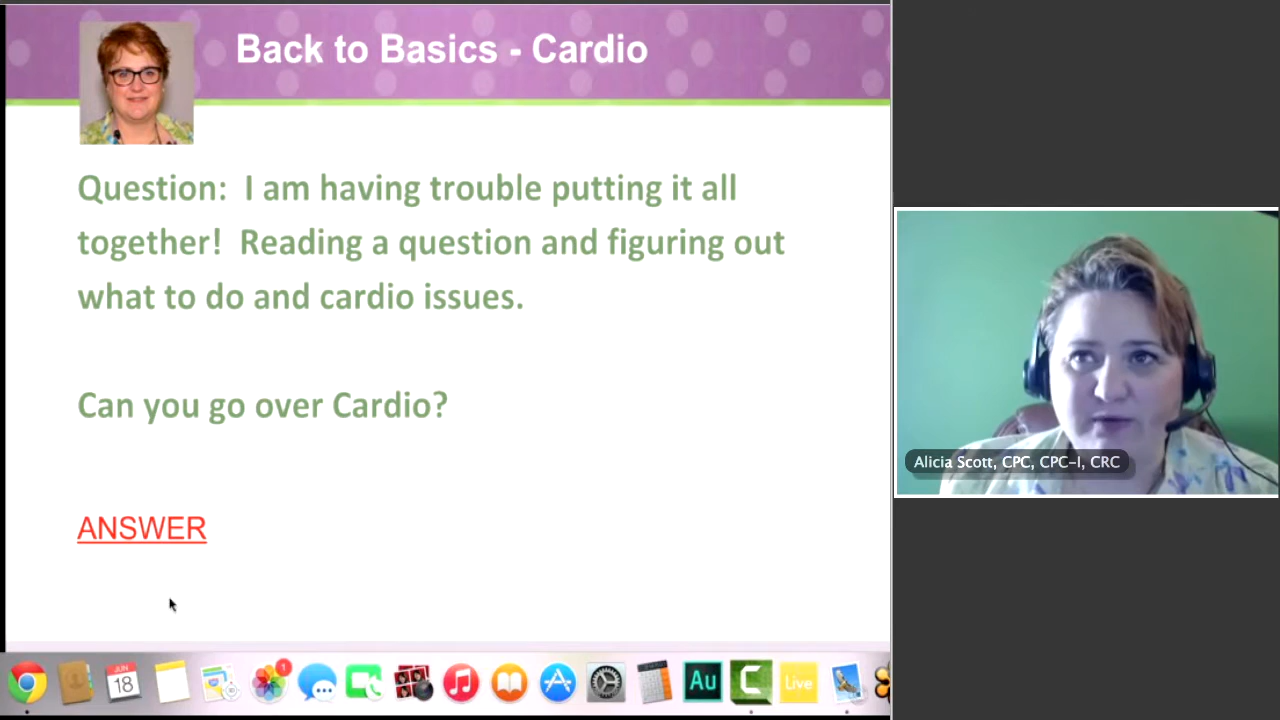 Back to Basics - Cardio
Question: I am having trouble putting it all
together! Reading a question and figuring out
what to do and cardio issues.
Can you go over Cardio?
ANSWER
Alicia Scott, CPC, CPC-I, CRC
JUN
18
1
Au
C
Live